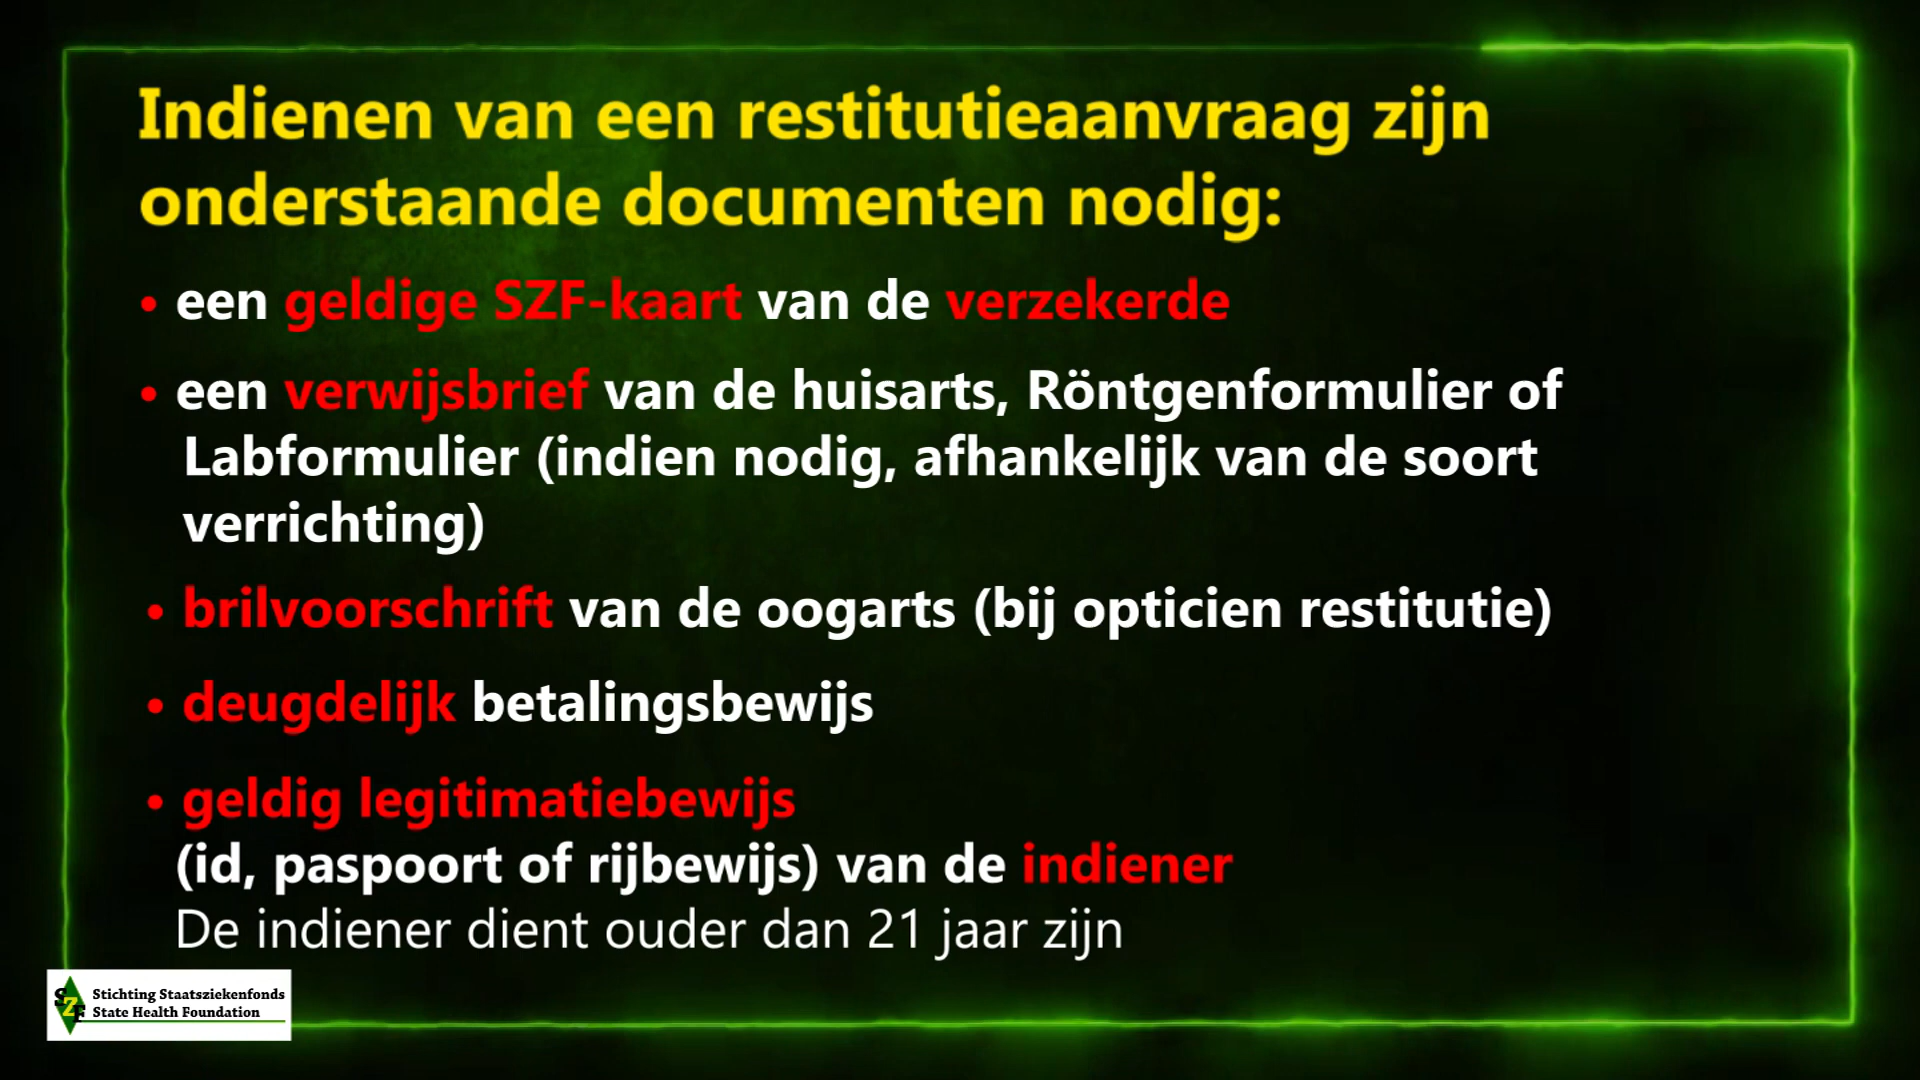 Indienen van een restitutieaanvraag zijn
onderstaande documenten nodig:
• een geldige SZF-kaart van de verzekerde
• een verwijsbrief van de huisarts, Röntgenformulier of
Labformulier (indien nodig, afhankelijk van de soort
verrichting)
• brilvoorschrift van de oogarts (bij opticien restitutie)
• deugdelijk betalingsbewijs
• geldig legitimatiebewijs
(id, paspoort of rijbewijs) van de indiener
De indiener dient ouder dan 21 jaar zijn
SZF
Stichting Staatsziekenfonds
State Health Foundation